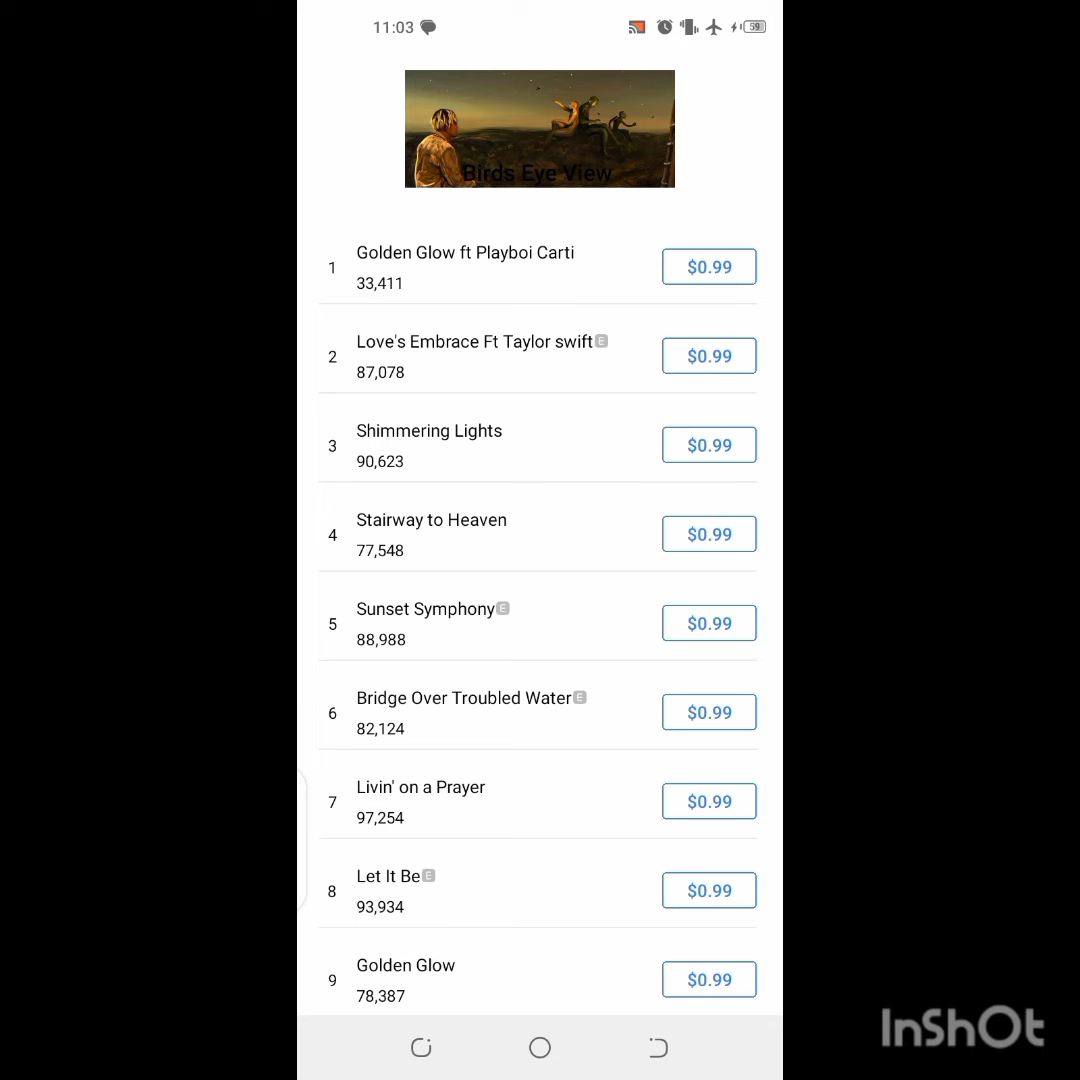 11:03
59
Birds Eye View
1
Golden Glow ft Playboi Carti
33,411
$0.99
2
Love's Embrace Ft Taylor swift E
87,078
$0.99
3
Shimmering Lights
90,623
$0.99
4
Stairway to Heaven
77,548
$0.99
5
Sunset Symphony E
88,988
$0.99
6
Bridge Over Troubled Water E
82,124
$0.99
7
Livin' on a Prayer
97,254
$0.99
8
Let It Be E
93,934
$0.99
9
Golden Glow
78,387
$0.99
InShOt